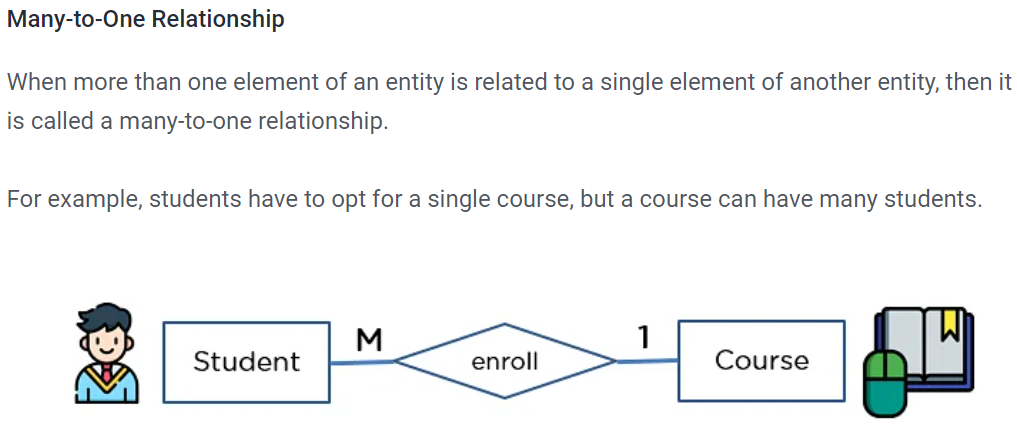 Many-to-One Relationship
When more than one element of an entity is related to a single element of another entity, then it
is called a many-to-one relationship.
For example, students have to opt for a single course, but a course can have many students.
Student
M
enroll
1
Course